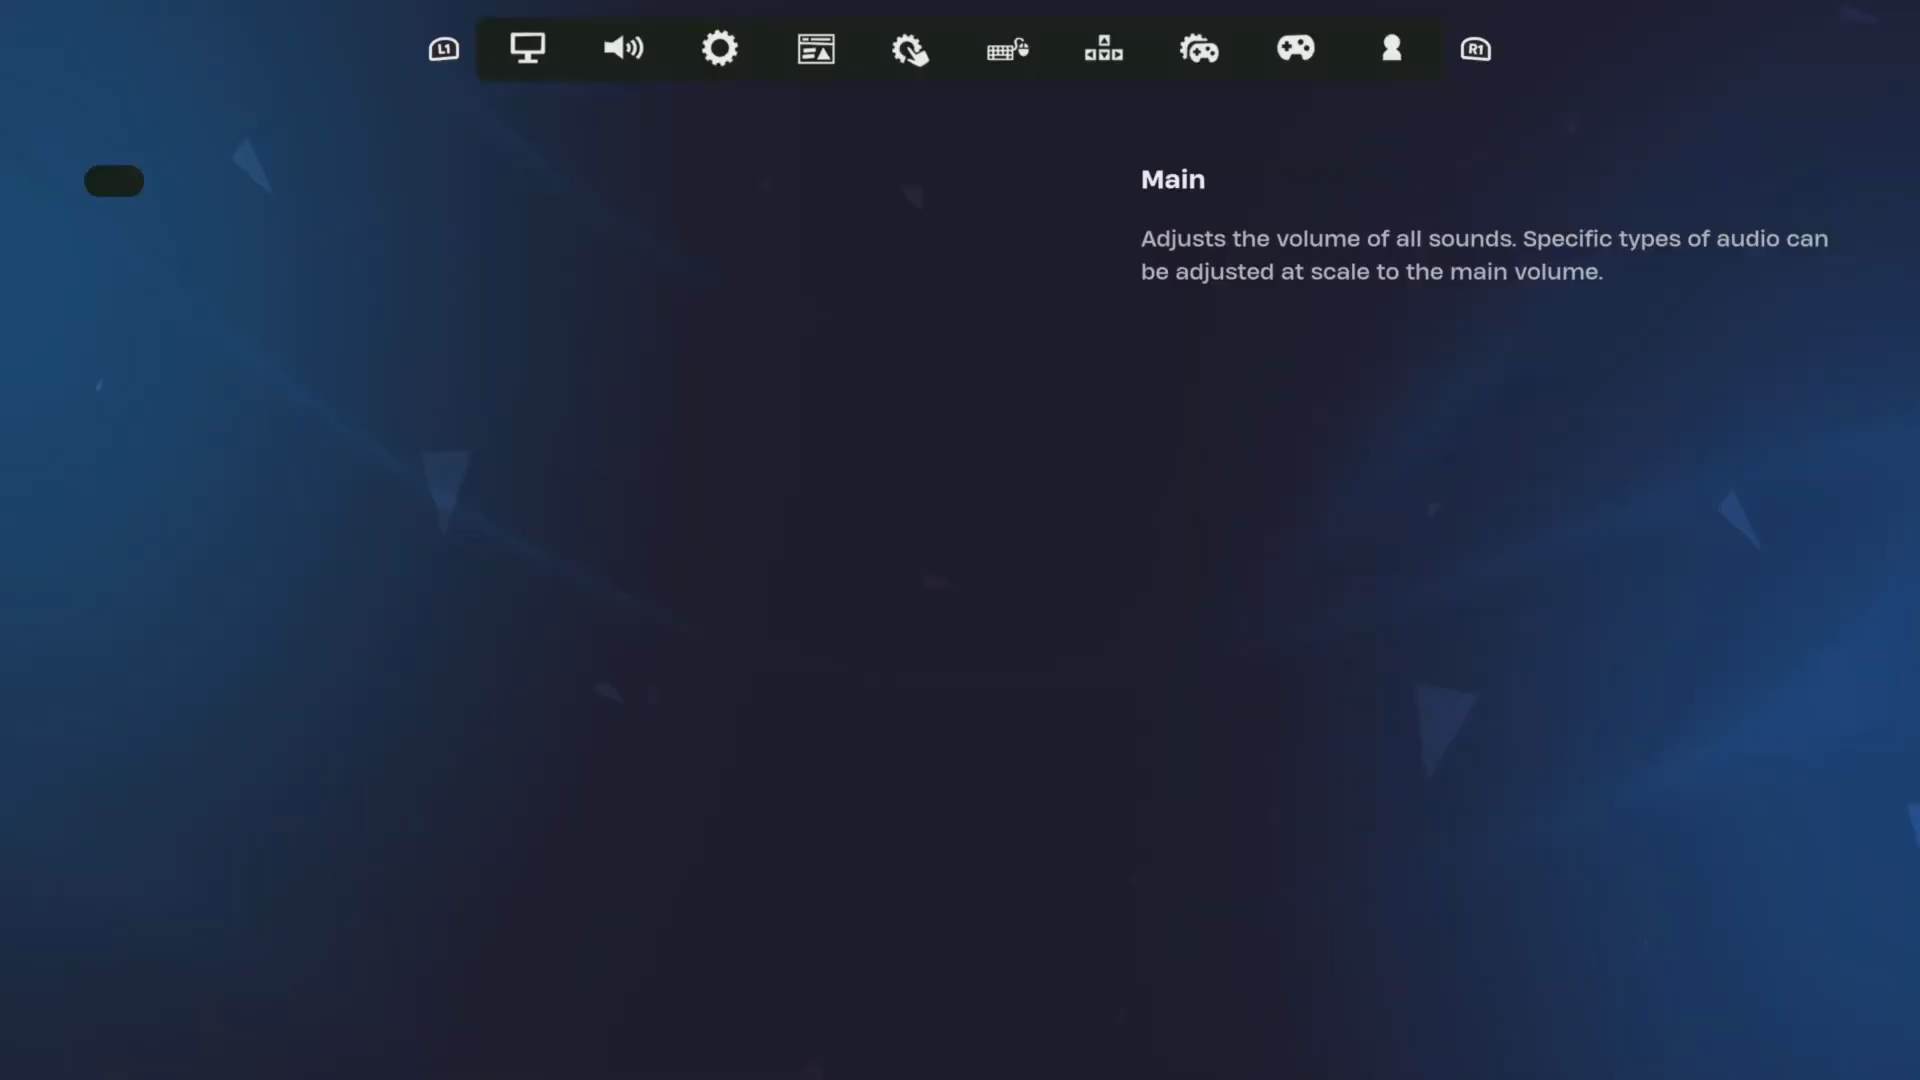 L1
R1
Main
Adjusts the volume of all sounds. Specific types of audio can
be adjusted at scale to the main volume.